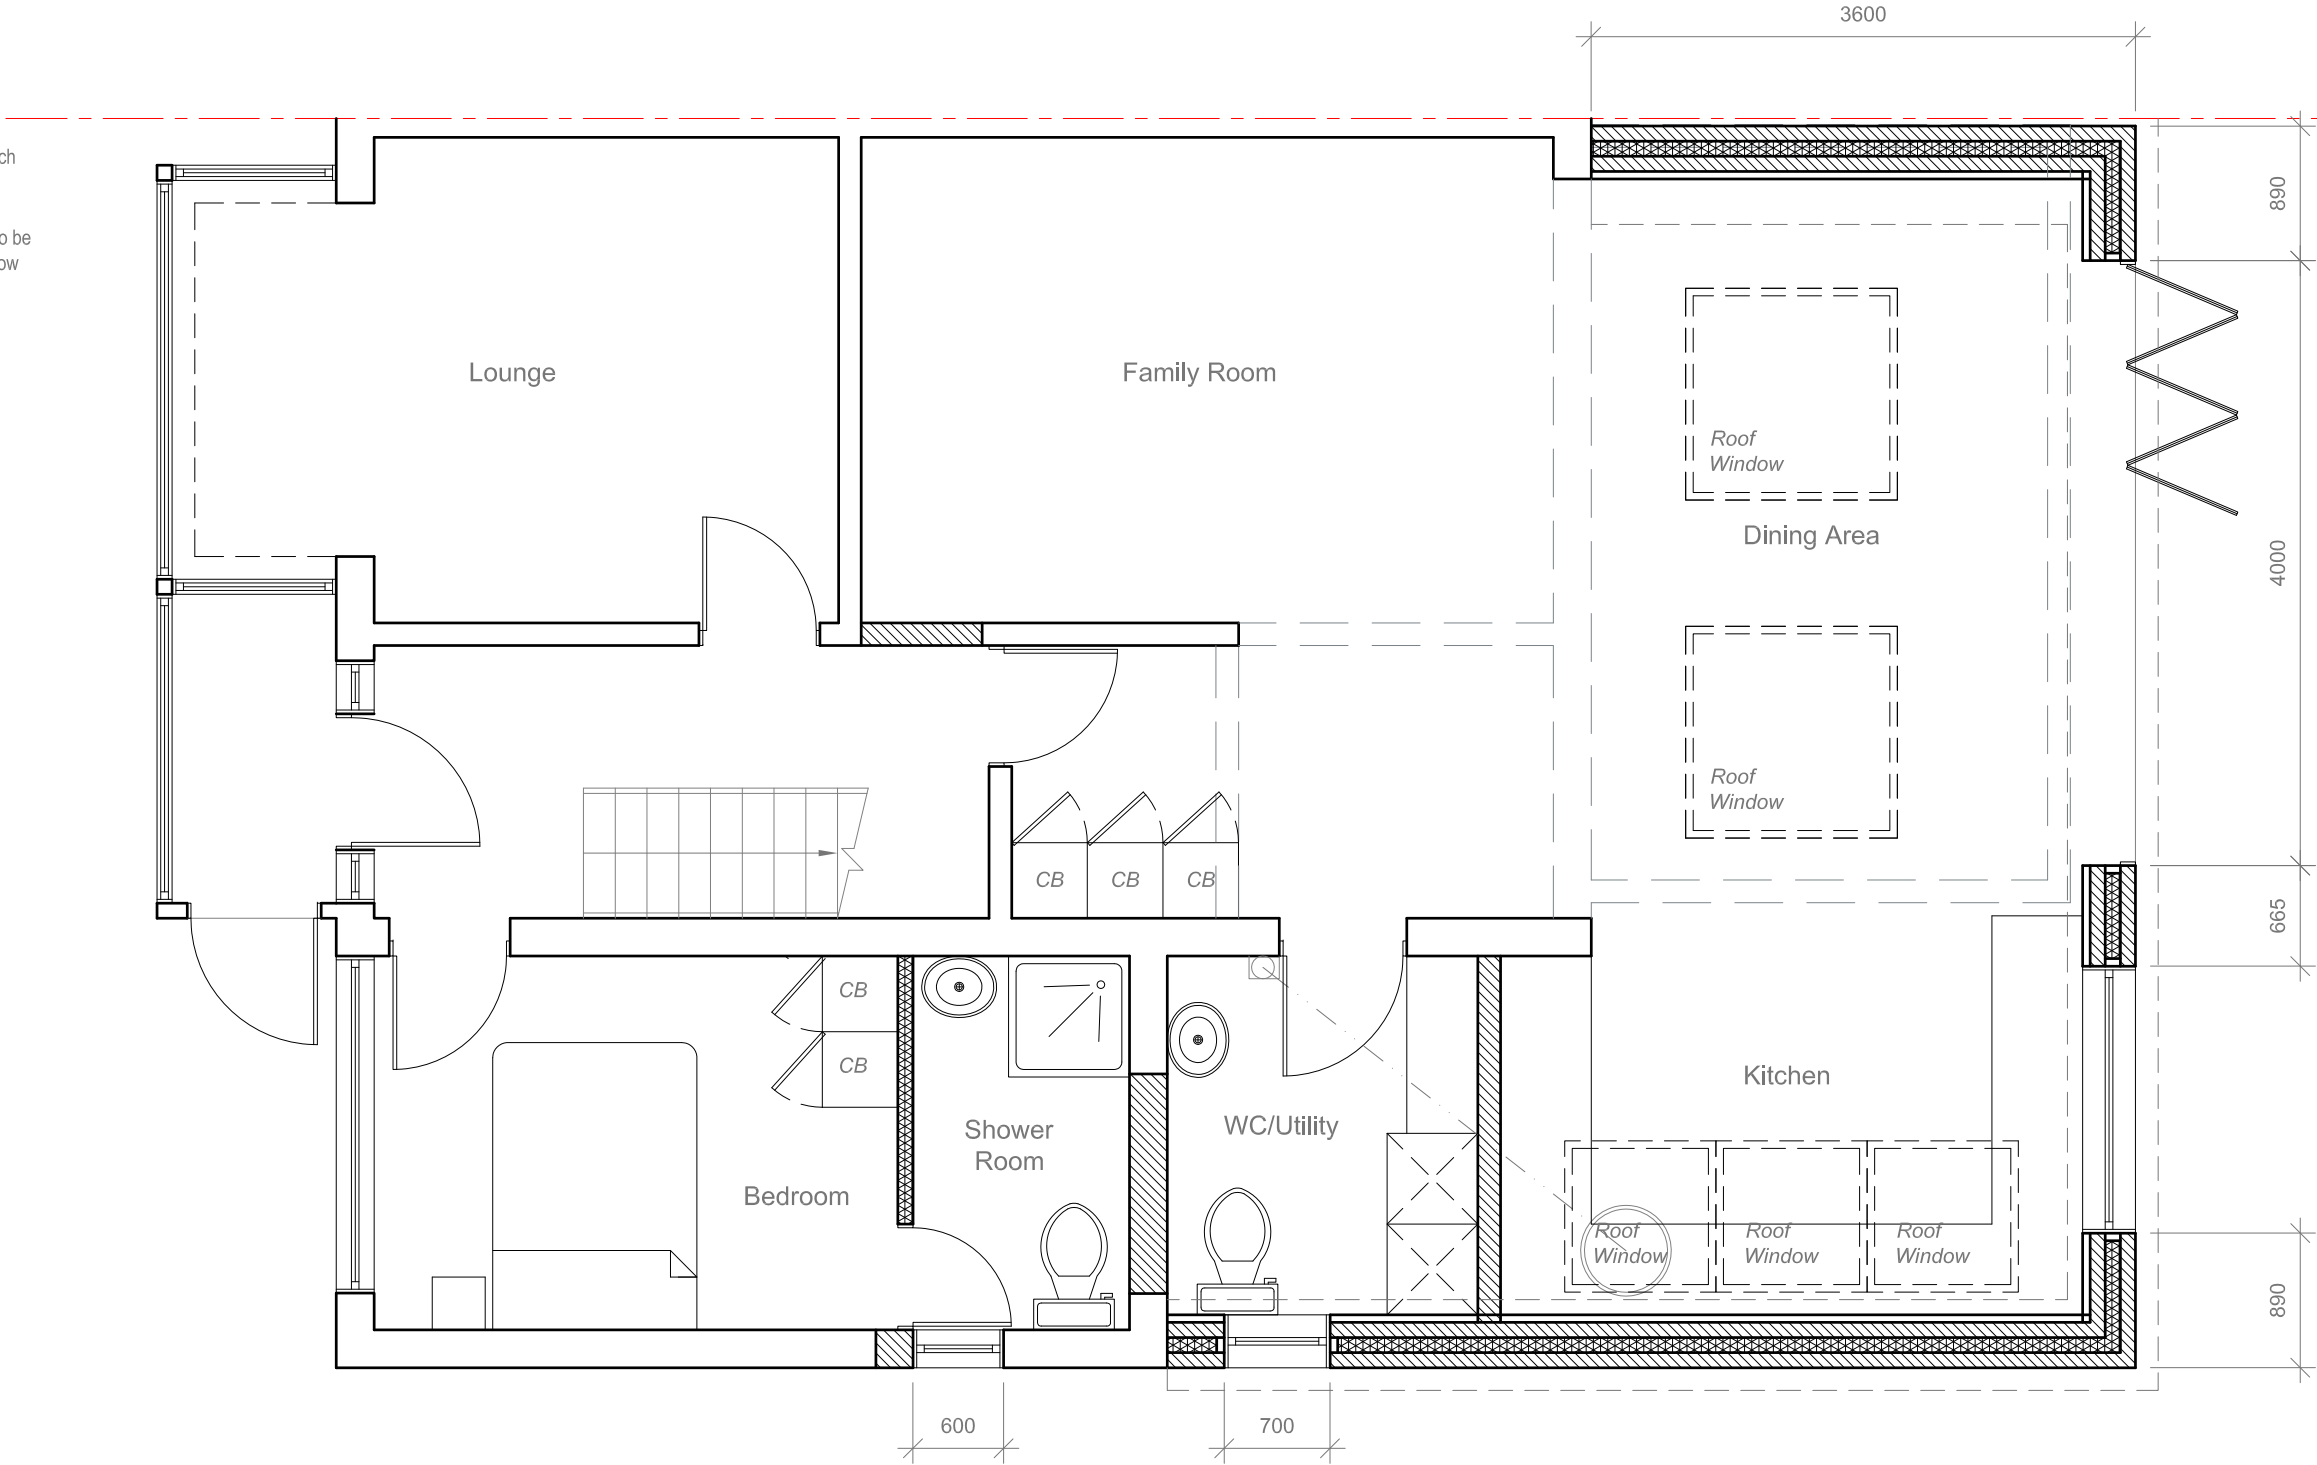 3600
ch
o be
ow
890
Lounge
Family Room
Roof
Window
Dining Area
4000
Roof
Window
CB
CB
CB
665
CB
CB
Kitchen
Shower
Room
WC/Utility
Bedroom
Roof
Window
Roof
Window
Roof
Window
890
600
700